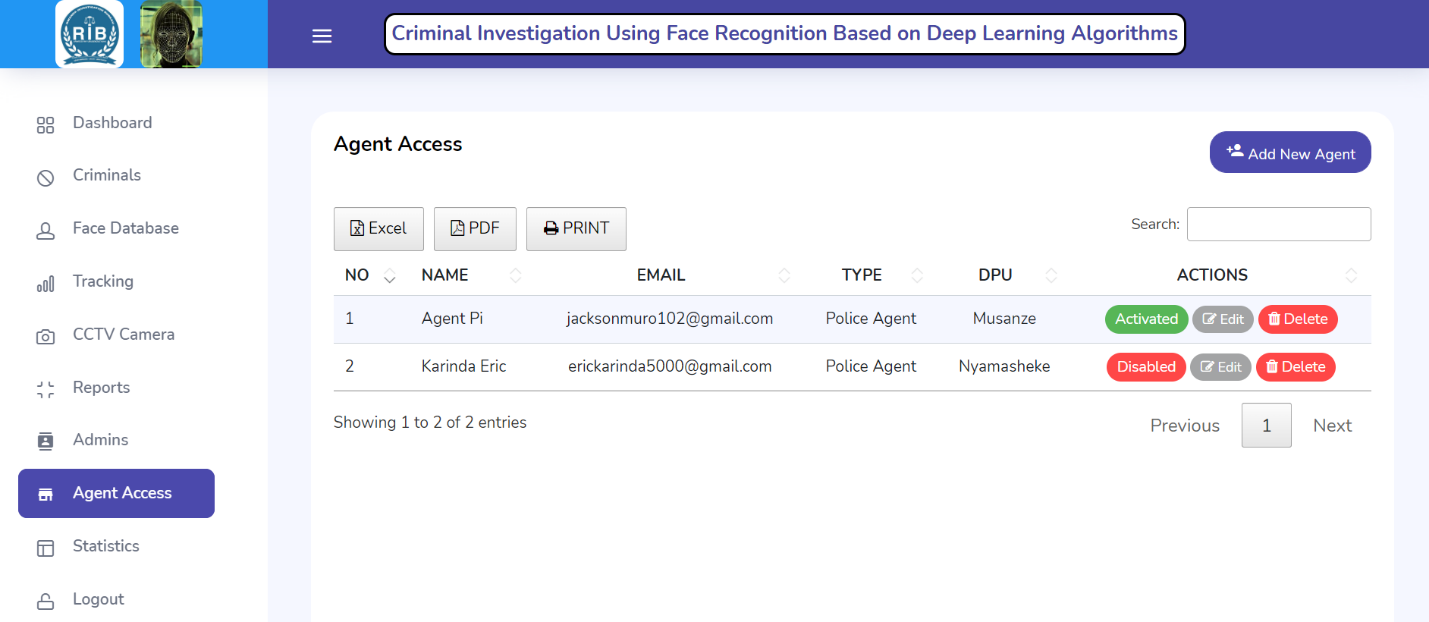 RIB
Criminal Investigation Using Face Recognition Based on Deep Learning Algorithms
Dashboard
Criminals
Face Database
Tracking
CCTV Camera
Reports
Admins
Agent Access
Statistics
Logout
Agent Access
Add New Agent
Excel PDF PRINT
Search:
NO NAME EMAIL TYPE DPU ACTIONS
1 Agent Pi jacksonmuro102@gmail.com Police Agent Musanze Activated Edit Delete
2 Karinda Eric erickarinda5000@gmail.com Police Agent Nyamasheke Disabled Edit Delete
Showing 1 to 2 of 2 entries
Previous 1 Next